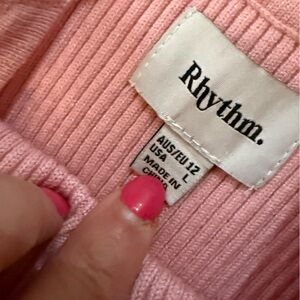 Rhythm.
AUS/EU 12
USA L
MADE IN
CHINA